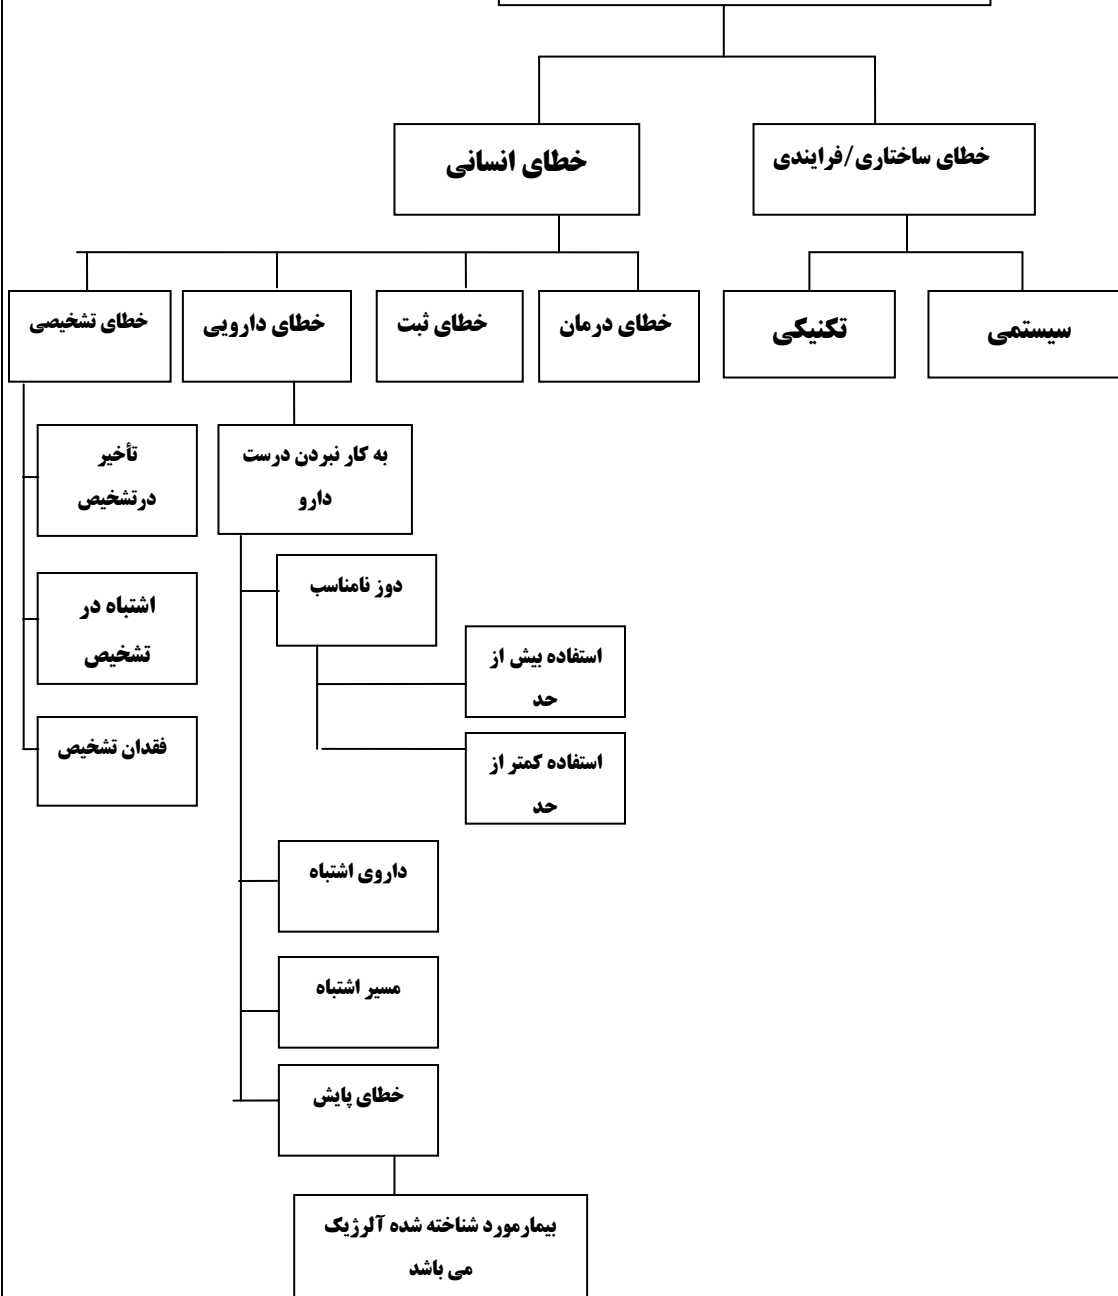 خطای ساختاری/فرایندی
خطای انسانی
سیستمی
تکنیکی
خطای درمان
خطای ثبت
خطای دارویی
خطای تشخیصی
به کار نبردن درست
دارو
تأخیر
درتشخیص
دوز نامناسب
اشتباه در
تشخیص
استفاده بیش از
حد
فقدان تشخیص
استفاده کمتر از
حد
داروی اشتباه
مسیر اشتباه
خطای پایش
بیمارمورد شناخته شده آلرژیک
می باشد